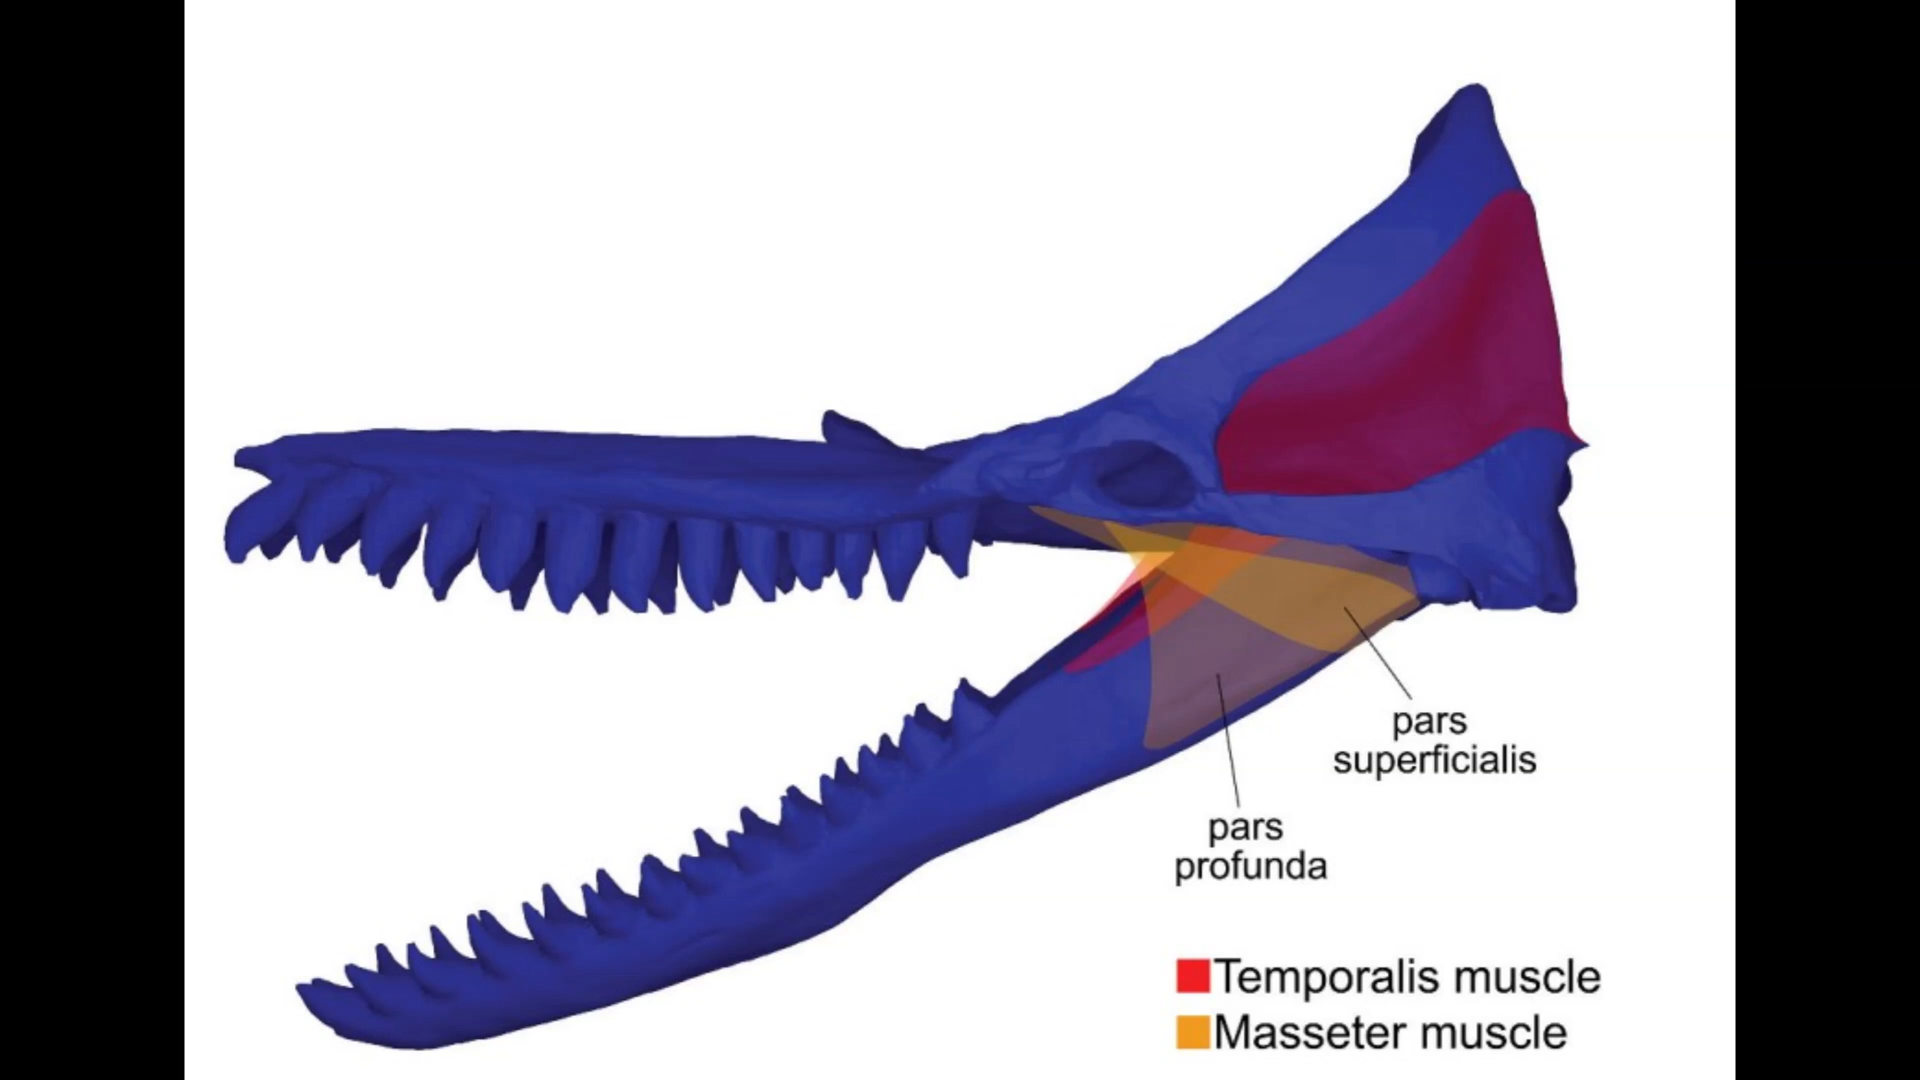 pars
superficialis
pars
profunda
Temporalis muscle
Masseter muscle